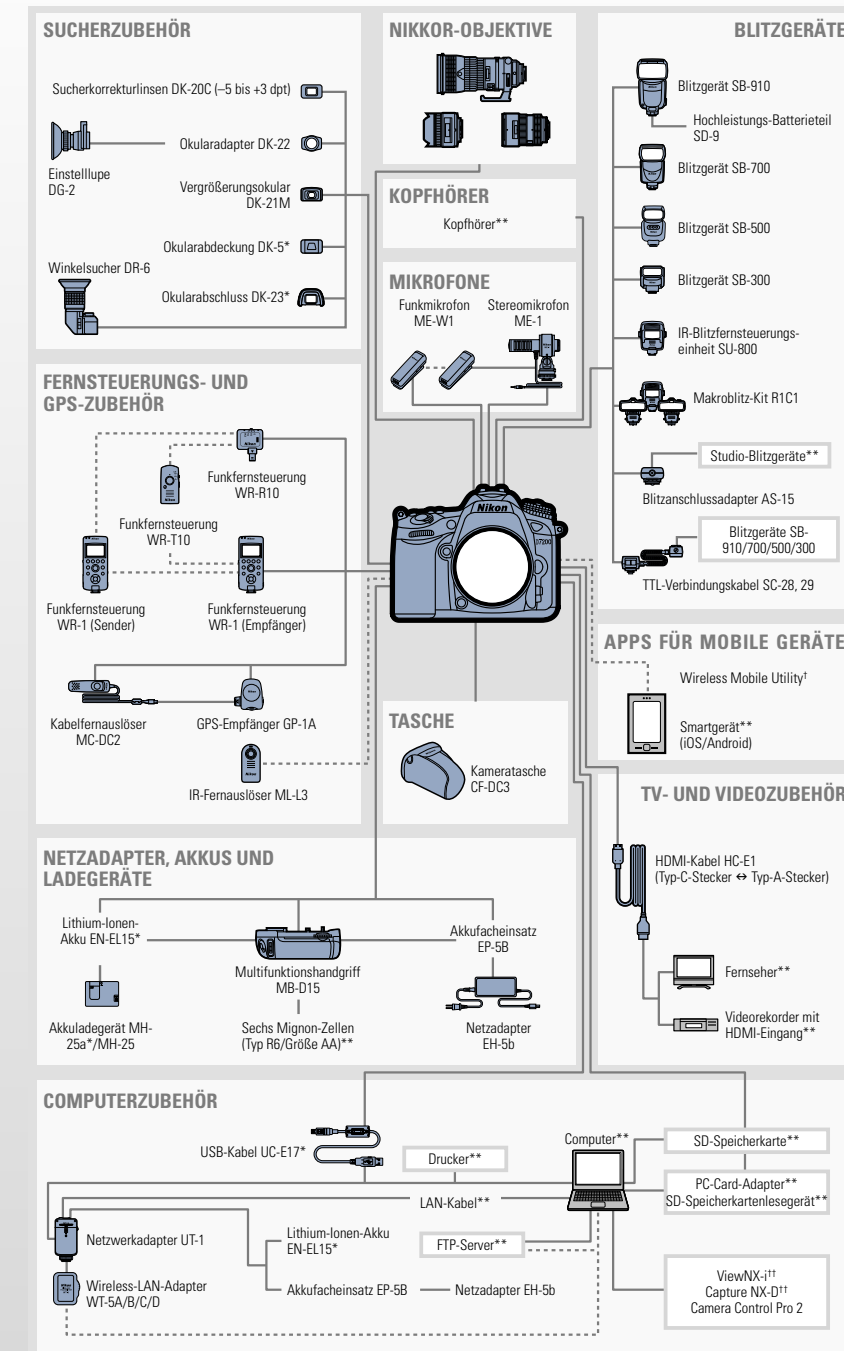 SUCHERZUBEHÖR
Sucherkorrekturlinsen DK-20C (–5 bis +3 dpt)
Okularadapter DK-22
Einstelllupe
DG-2
Vergrößerungsokular
DK-21M
Okularabdeckung DK-5*
Winkelsucher DR-6
Okularabschluss DK-23*
NIKKOR-OBJEKTIVE
KOPFHÖRER
Kopfhörer**
MIKROFONE
Funkmikrofon
ME-W1
Stereomikrofon
ME-1
BLITZGERÄTE
Blitzgerät SB-910
Hochleistungs-Batterieteil
SD-9
Blitzgerät SB-700
Blitzgerät SB-500
Blitzgerät SB-300
IR-Blitzfernsteuerungs-
einheit SU-800
Makroblitz-Kit R1C1
Studio-Blitzgeräte**
Blitzanschlussadapter AS-15
Blitzgeräte SB-
910/700/500/300
TTL-Verbindungskabel SC-28, 29
FERNSTEUERUNGS- UND
GPS-ZUBEHÖR
Nikon
Funkfernsteuerung
WR-R10
Funkfernsteuerung
WR-T10
Funkfernsteuerung
WR-1 (Sender)
Funkfernsteuerung
WR-1 (Empfänger)
Kabelfernauslöser
MC-DC2
GPS-Empfänger GP-1A
IR-Fernauslöser ML-L3
Nikon
D7200
TASCHE
Kameratasche
CF-DC3
APPS FÜR MOBILE GERÄTE
Wireless Mobile Utility†
Smartgerät**
(iOS/Android)
TV- UND VIDEOZUBEHÖR
HDMI-Kabel HC-E1
(Typ-C-Stecker ↔ Typ-A-Stecker)
Fernseher**
Videorekorder mit
HDMI-Eingang**
NETZADAPTER, AKKUS UND
LADEGERÄTE
Lithium-Ionen-
Akku EN-EL15*
Akkuladegerät MH-
25a*/MH-25
Multifunktionshandgriff
MB-D15
Sechs Mignon-Zellen
(Typ R6/Größe AA)**
Akkufacheinsatz
EP-5B
Netzadapter
EH-5b
COMPUTERZUBEHÖR
USB-Kabel UC-E17*
Drucker**
LAN-Kabel**
Computer**
SD-Speicherkarte**
PC-Card-Adapter**
SD-Speicherkartenlesegerät**
Netzwerkadapter UT-1
Lithium-Ionen-Akku
EN-EL15*
FTP-Server**
Wireless-LAN-Adapter
WT-5A/B/C/D
Akkufacheinsatz EP-5B
Netzadapter EH-5b
ViewNX-i††
Capture NX-D††
Camera Control Pro 2